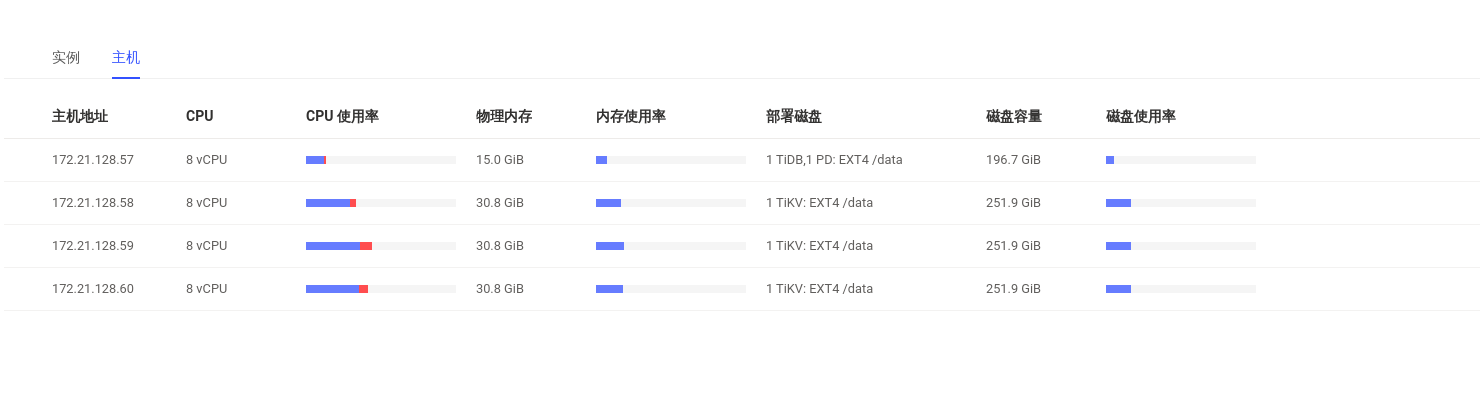 实例 主机
主机地址 CPU CPU 使用率 物理内存 内存使用率 部署磁盘 磁盘容量 磁盘使用率
172.21.128.57 8 vCPU 15.0 GiB 1 TiDB,1 PD: EXT4 /data 196.7 GiB
172.21.128.58 8 vCPU 30.8 GiB 1 TiKV: EXT4 /data 251.9 GiB
172.21.128.59 8 vCPU 30.8 GiB 1 TiKV: EXT4 /data 251.9 GiB
172.21.128.60 8 vCPU 30.8 GiB 1 TiKV: EXT4 /data 251.9 GiB